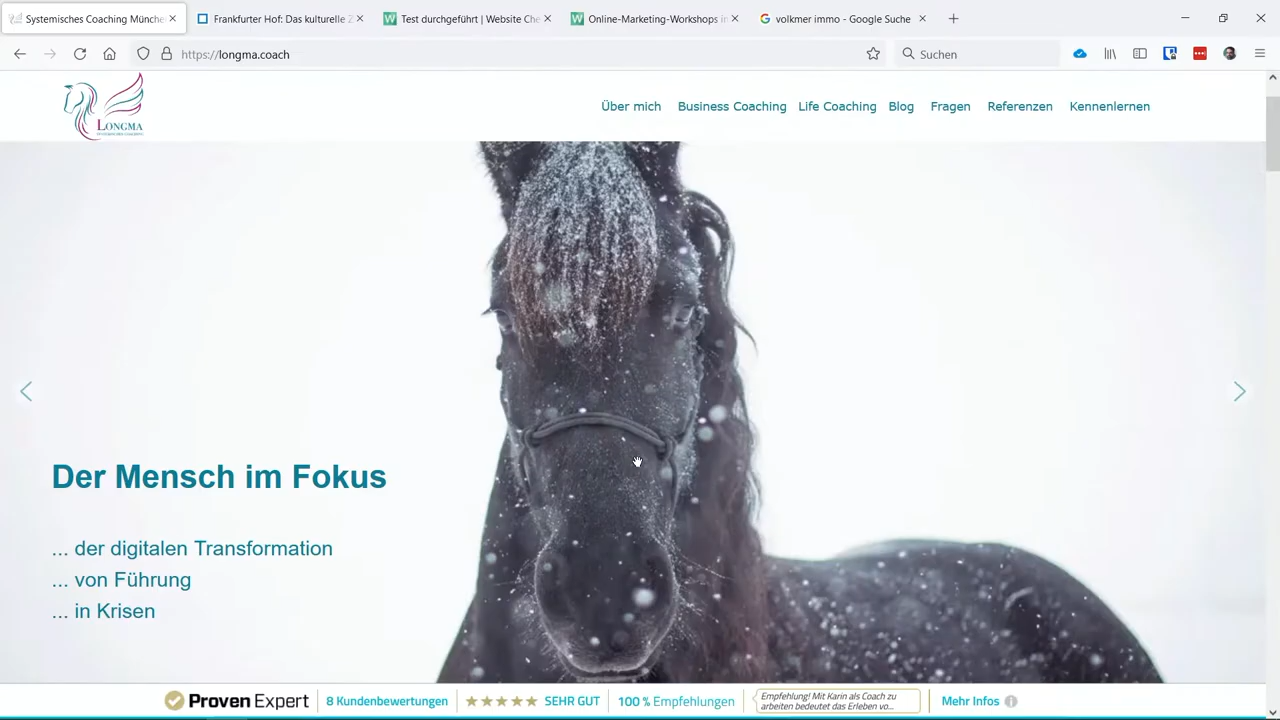 Systemisches Coaching Münche
Frankfurter Hof: Das kulturelle Z
Test durchgeführt | Website Che
Online-Marketing-Workshops in
volkmer immo - Google Suche
https://longma.coach
Suchen
LONGMA
Über mich
Business Coaching
Life Coaching
Blog
Fragen
Referenzen
Kennenlernen
Der Mensch im Fokus
... der digitalen Transformation
... von Führung
... in Krisen
ProvenExpert
8 Kundenbewertungen
SEHR GUT
100 % Empfehlungen
Empfehlung! Mit Karin als Coach zu
arbeiten bedeutet das Erleben vo...
Mehr Infos